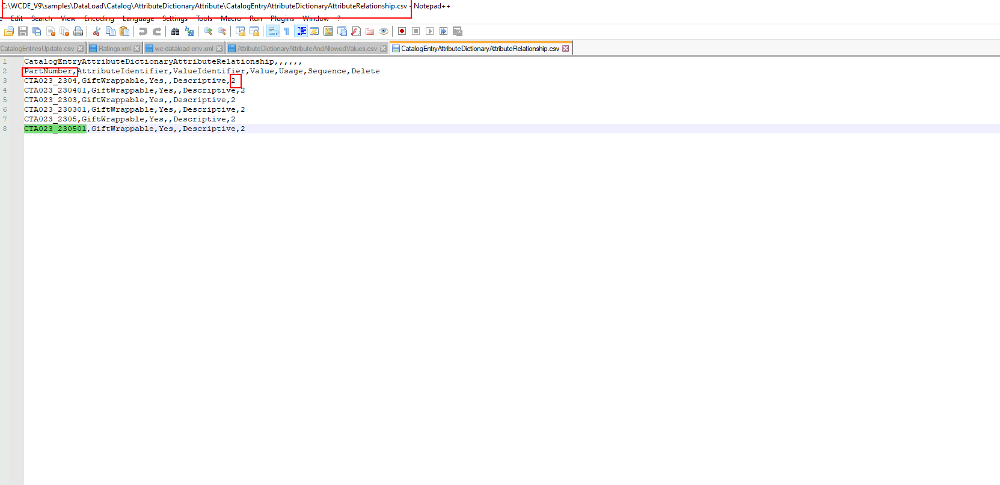 C:\WCDE_V9\samples\DataLoad\Catalog\AttributeDictionaryAttribute\CatalogEntryAttributeDictionaryAttributeRelationship.csv - Notepad++
e Edit Search View Encoding Language Settings Tools Macro Run Plugins Window ?
CatalogEntriesUpdate.csv Ratings.xml wc-dataload-env.xml AttributeDictionaryAttributeAndAllowedValues.csv CatalogEntryAttributeDictionaryAttributeRelationship.csv
1 CatalogEntryAttributeDictionaryAttributeRelationship,,,,,,
2 PartNumber,AttributeIdentifier,ValueIdentifier,Value,Usage,Sequence,Delete
3 CTA023_2304,GiftWrappable,Yes,,Descriptive,2
4 CTA023_230401,GiftWrappable,Yes,,Descriptive,2
5 CTA023_2303,GiftWrappable,Yes,,Descriptive,2
6 CTA023_230301,GiftWrappable,Yes,,Descriptive,2
7 CTA023_2305,GiftWrappable,Yes,,Descriptive,2
8 CTA023_230501,GiftWrappable,Yes,,Descriptive,2